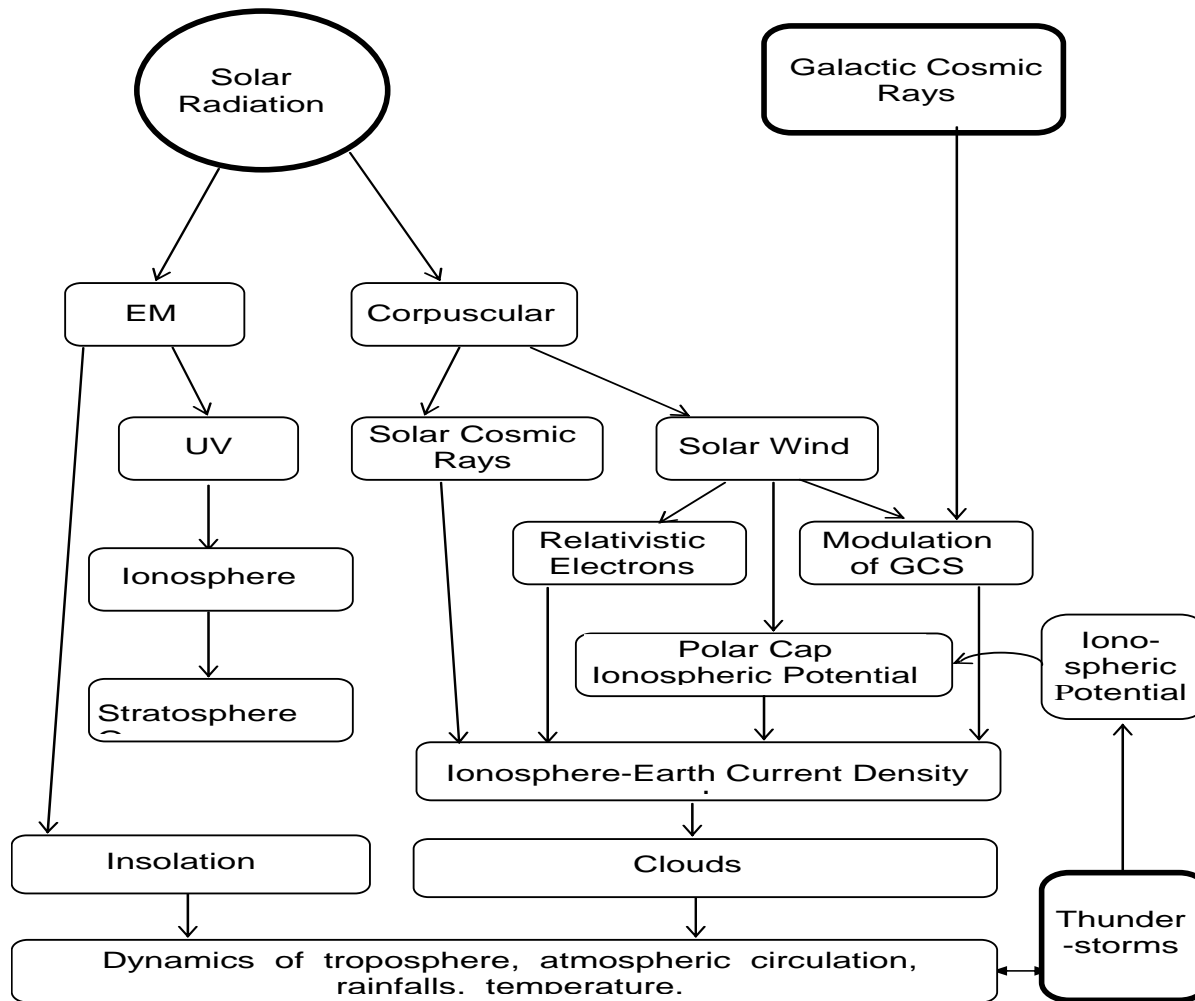 Solar
Radiation
Galactic Cosmic
Rays
EM
Corpuscular
UV
Solar Cosmic
Rays
Solar Wind
Relativistic
Electrons
Modulation
of GCS
Ionosphere
Polar Cap
Ionospheric Potential
Iono-
spheric
Potential
Stratosphere
Ionosphere-Earth Current Density
Insolation
Clouds
Thunder
-storms
Dynamics of troposphere, atmospheric circulation,
rainfalls, temperature.